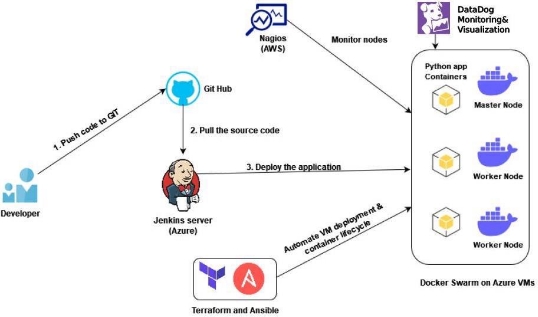 DataDog
Monitoring&
Visualization
Nagios
(AWS)
Monitor nodes
Python app
Containers
Master Node
Git Hub
1. Push code to GIT
2. Pull the source code
3. Deploy the application
Worker Node
Developer
Jenkins server
(Azure)
Automate VM deployment &
container lifecycle
Worker Node
Docker Swarm on Azure VMs
Terraform and Ansible